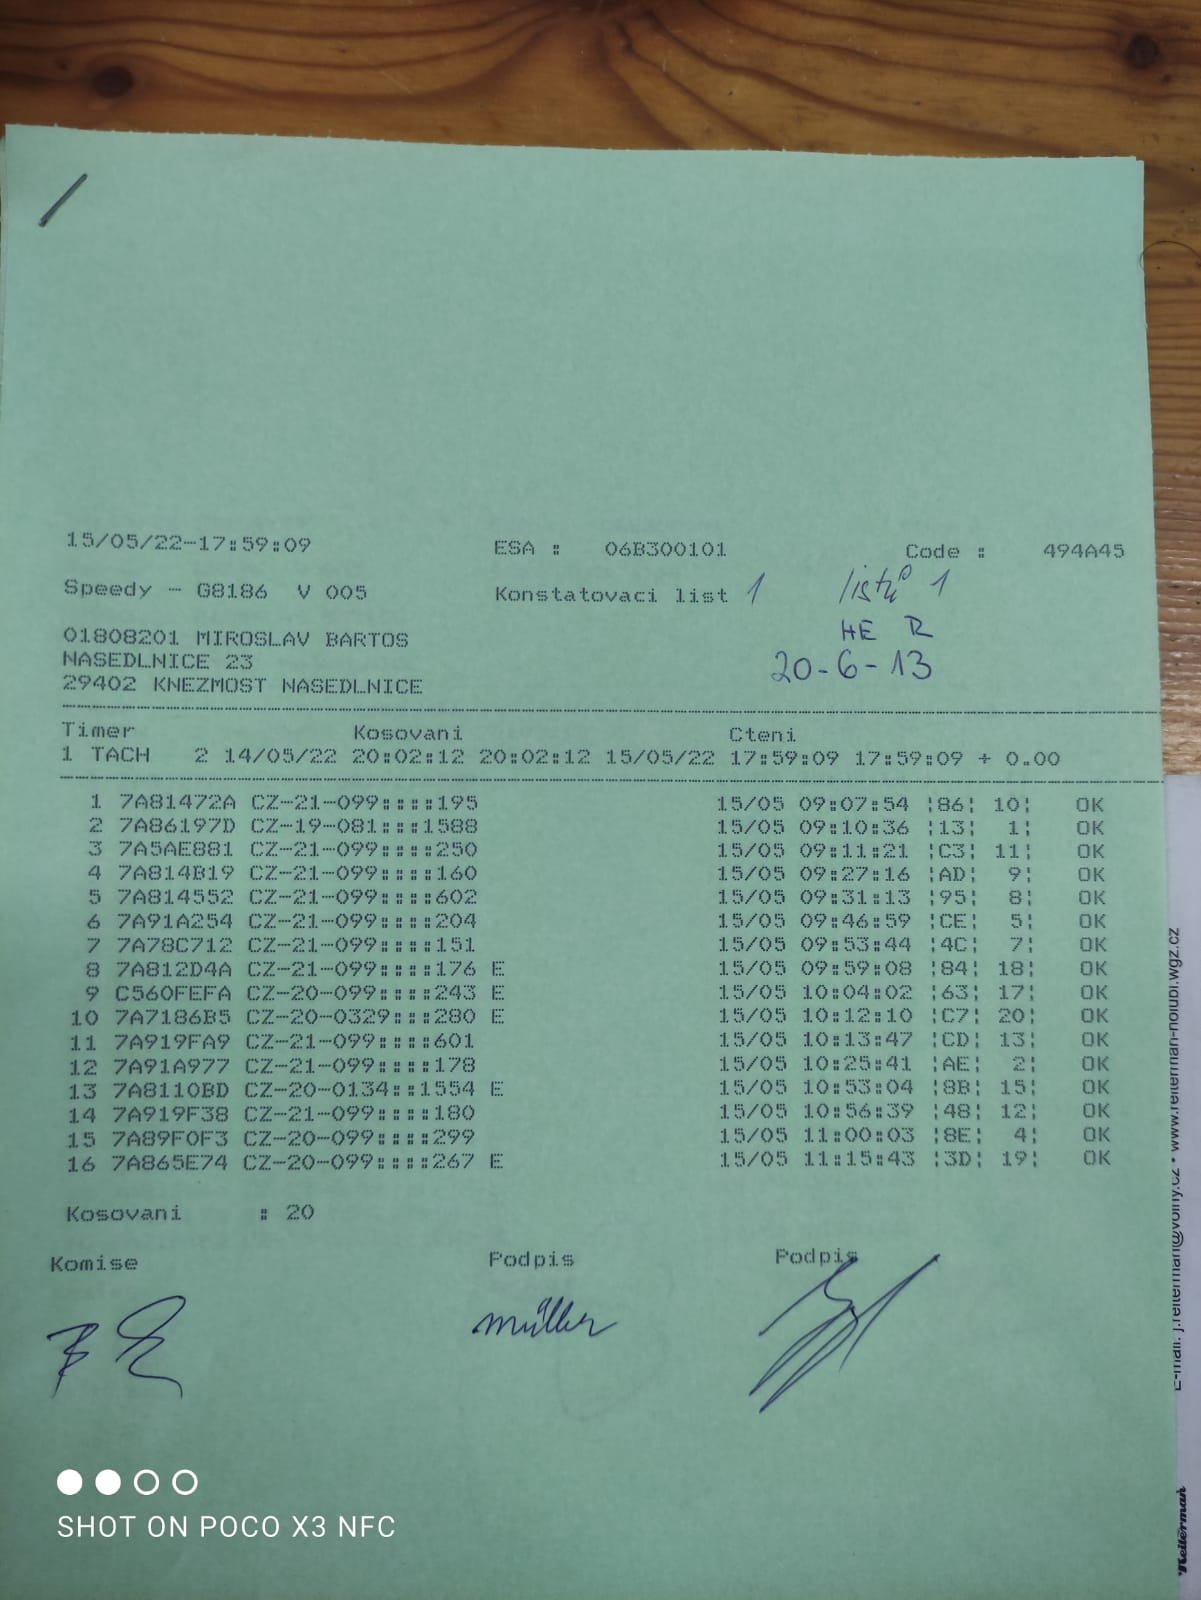 15/05/22-17:59:09 ESA : 06B300101 Code : 494A45
Speedy - G8186 V 005 Konstatovaci list 1 listů 1
HE R
01808201 MIROSLAV BARTOS
NASEDLNICE 23 20-6-13
29402 KNEZMOST NASEDLNICE
Timer Kosovani Cteni
1 TACH 2 14/05/22 20:02:12 20:02:12 15/05/22 17:59:09 17:59:09 + 0.00
1 7A81472A CZ-21-099::::195 15/05 09:07:54 ¦86¦ 10¦ OK
2 7A86197D CZ-19-081:::1588 15/05 09:10:36 ¦13¦ 1¦ OK
3 7A5AE881 CZ-21-099::::250 15/05 09:11:21 ¦C3¦ 11¦ OK
4 7A814B19 CZ-21-099::::160 15/05 09:27:16 ¦AD¦ 9¦ OK
5 7A814552 CZ-21-099::::602 15/05 09:31:13 ¦95¦ 8¦ OK
6 7A91A254 CZ-21-099::::204 15/05 09:46:59 ¦CE¦ 5¦ OK
7 7A78C712 CZ-21-099::::151 15/05 09:53:44 ¦4C¦ 7¦ OK
8 7A812D4A CZ-21-099::::176 E 15/05 09:59:08 ¦84¦ 18¦ OK
9 C560FEFA CZ-20-099::::243 E 15/05 10:04:02 ¦63¦ 17¦ OK
10 7A7186B5 CZ-20-0329:::280 E 15/05 10:12:10 ¦C7¦ 20¦ OK
11 7A919FA9 CZ-21-099::::601 15/05 10:13:47 ¦CD¦ 13¦ OK
12 7A91A977 CZ-21-099::::178 15/05 10:25:41 ¦AE¦ 2¦ OK
13 7A8110BD CZ-20-0134::1554 E 15/05 10:53:04 ¦8B¦ 15¦ OK
14 7A919F38 CZ-21-099::::180 15/05 10:56:39 ¦48¦ 12¦ OK
15 7A89F0F3 CZ-20-099::::299 15/05 11:00:03 ¦8E¦ 4¦ OK
16 7A865E74 CZ-20-099::::267 E 15/05 11:15:43 ¦3D¦ 19¦ OK
Kosovani : 20
Komise Podpis Podpis
müller
SHOT ON POCO X3 NFC
E-mail: j.reiterman@volny.cz • www.reiterman-holubi.wgz.cz
Reiterman